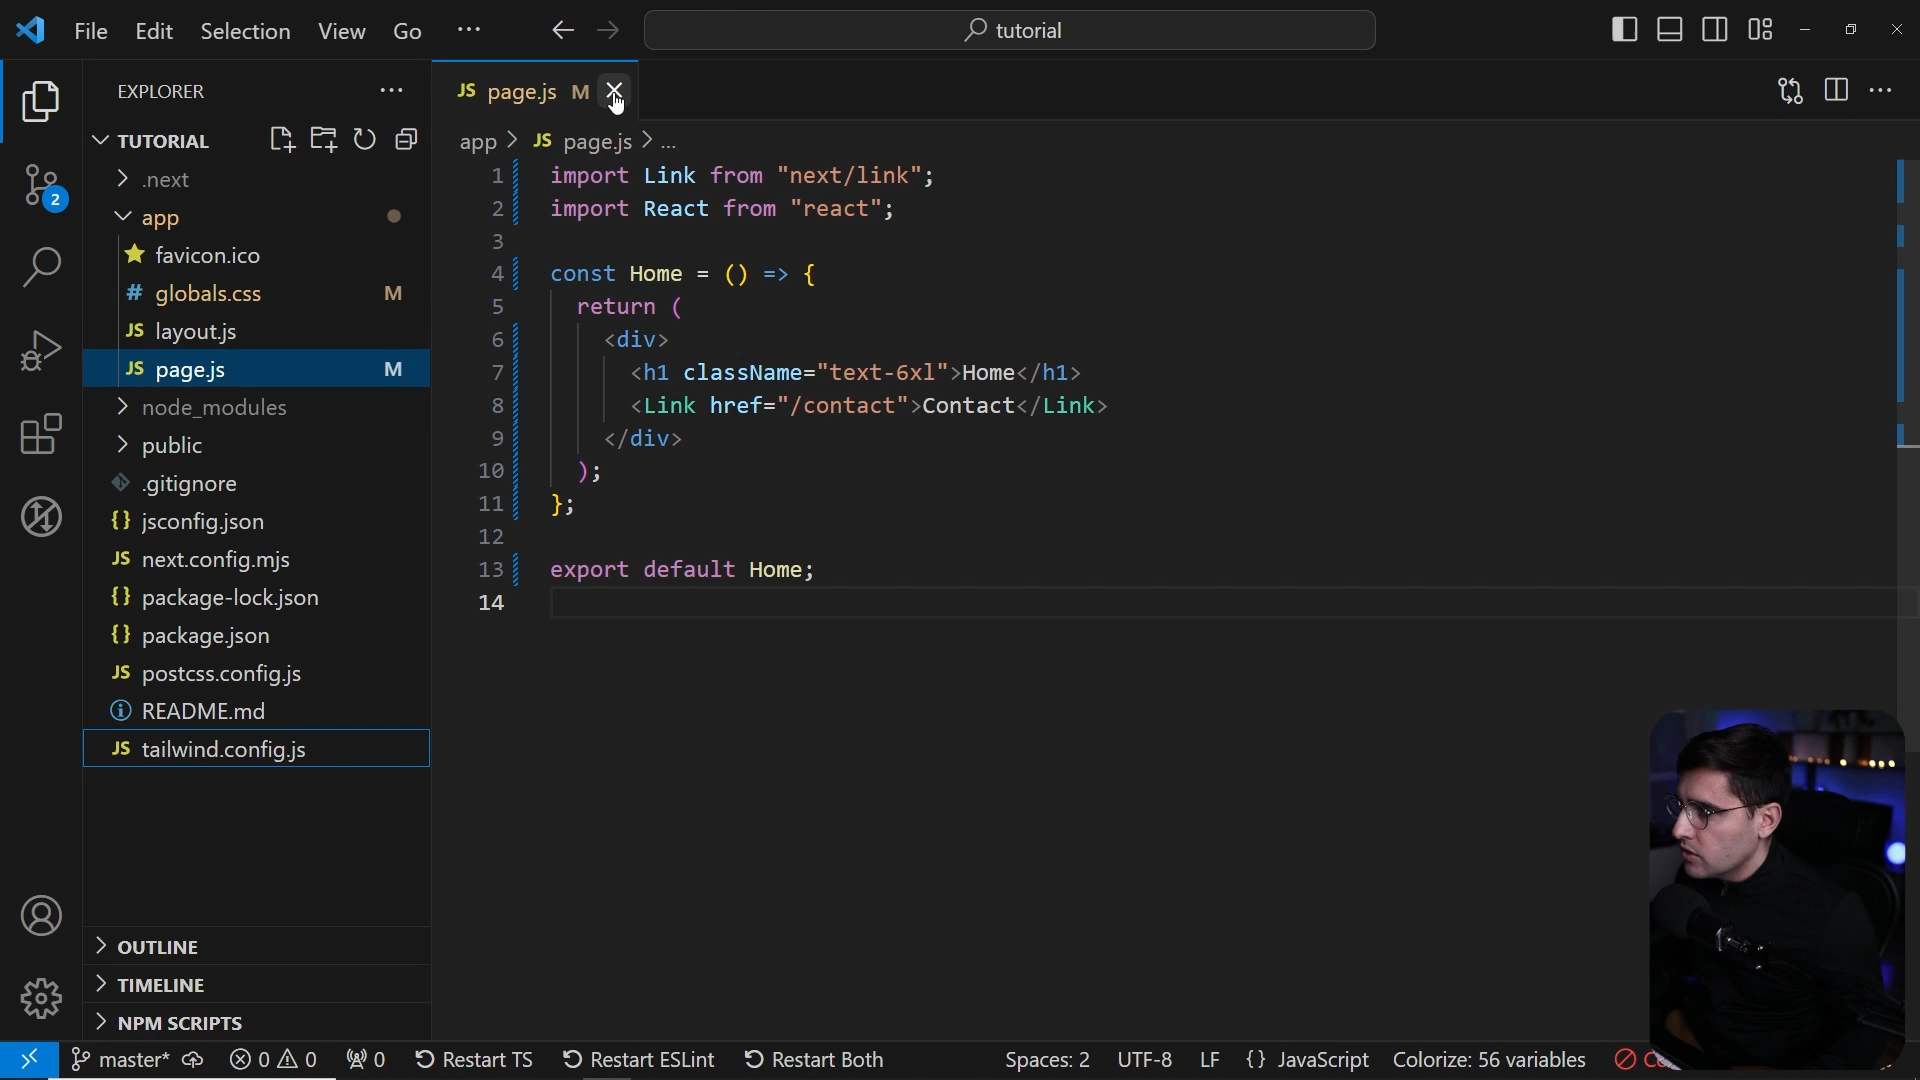 File Edit Selection View Go ··· tutorial
EXPLORER ···
TUTORIAL
.next
app
favicon.ico
# globals.css M
JS layout.js
JS page.js M
node_modules
public
.gitignore
{} jsconfig.json
JS next.config.mjs
{} package-lock.json
{} package.json
JS postcss.config.js
README.md
JS tailwind.config.js
OUTLINE
TIMELINE
NPM SCRIPTS
2
JS page.js M
app > JS page.js > ...
1 import Link from "next/link";
2 import React from "react";
3
4 const Home = () => {
5 return (
6 <div>
7 <h1 className="text-6xl">Home</h1>
8 <Link href="/contact">Contact</Link>
9 </div>
10 );
11 };
12
13 export default Home;
14
master* 0 0 0 Restart TS Restart ESLint Restart Both Spaces: 2 UTF-8 LF {} JavaScript Colorize: 56 variables